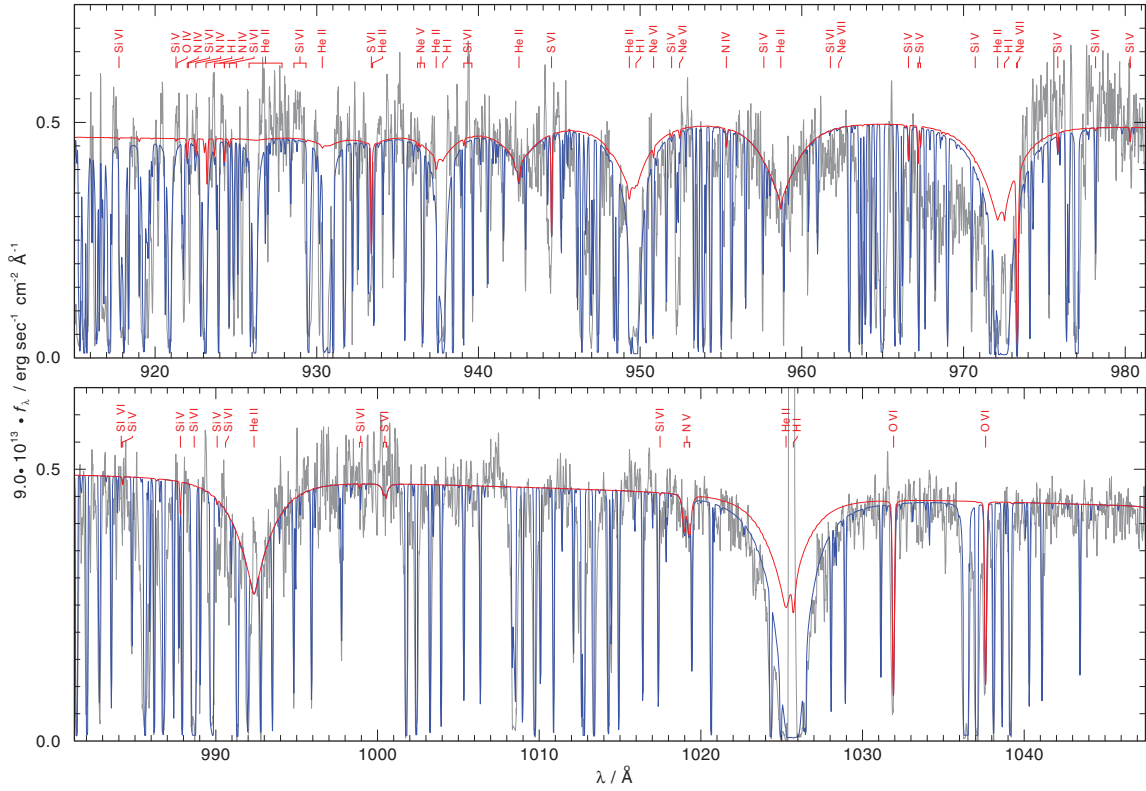 Si VI
Si V
O IV
N IV
Si VI
N IV
H I
N IV
Si VI
He II
Si VI
He II
S VI
He II
Ne V
He II
H I
Si VI
He II
S VI
He II
H I
Ne VI
Si V
Ne VI
N IV
Si V
He II
Si VI
Ne VII
Si V
Si V
Si V
He II
H I
Ne VII
Si V
Si VI
Si V
0.5
0.0
920 930 940 950 960 970 980
Si VI
Si V
Si V
Si VI
Si V
Si VI
He II
Si VI
S VI
Si VI
N V
He II
H I
O VI
O VI
0.5
0.0
990 1000 1010 1020 1030 1040
λ / Å
9.0• 10¹³ • fλ / erg sec⁻¹ cm⁻² Å⁻¹